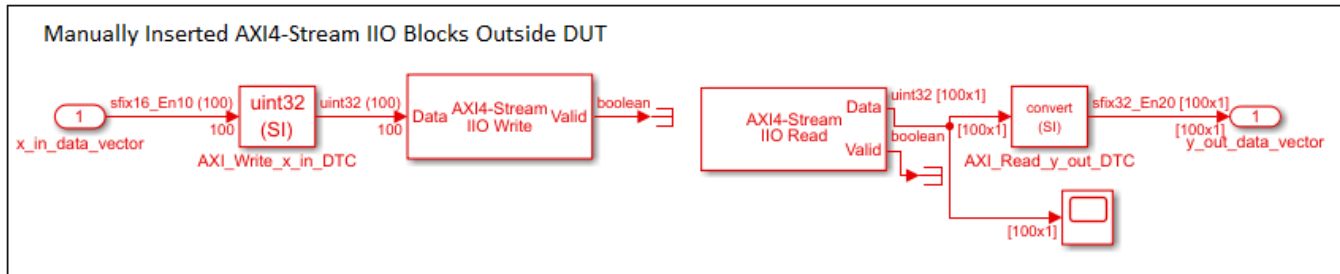 Manually Inserted AXI4-Stream IIO Blocks Outside DUT
1
x_in_data_vector
sfix16_En10 (100)
100
uint32
(SI)
AXI_Write_x_in_DTC
uint32 (100)
100
Data
AXI4-Stream
IIO Write
Valid
boolean
AXI4-Stream
IIO Read
Data
Valid
uint32 [100x1]
boolean
[100x1]
convert
(SI)
AXI_Read_y_out_DTC
sfix32_En20 [100x1]
[100x1]
1
y_out_data_vector
[100x1]